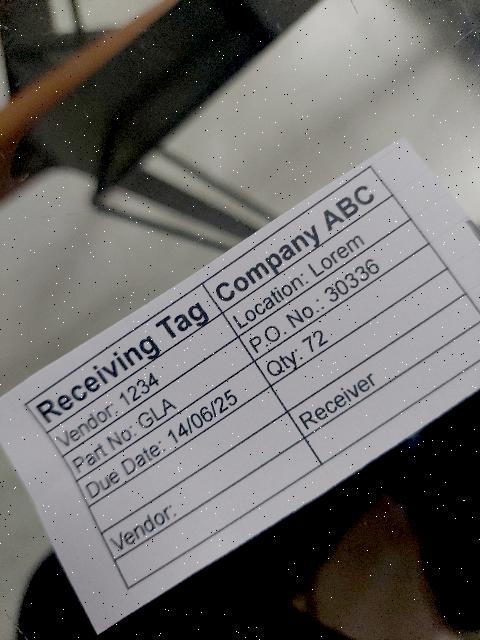 Receiving Tag Company ABC
Vendor: 1234 Location: Lorem
Part No: GLA P.O. No.: 30336
Due Date: 14/06/25 Qty: 72
Vendor: Receiver